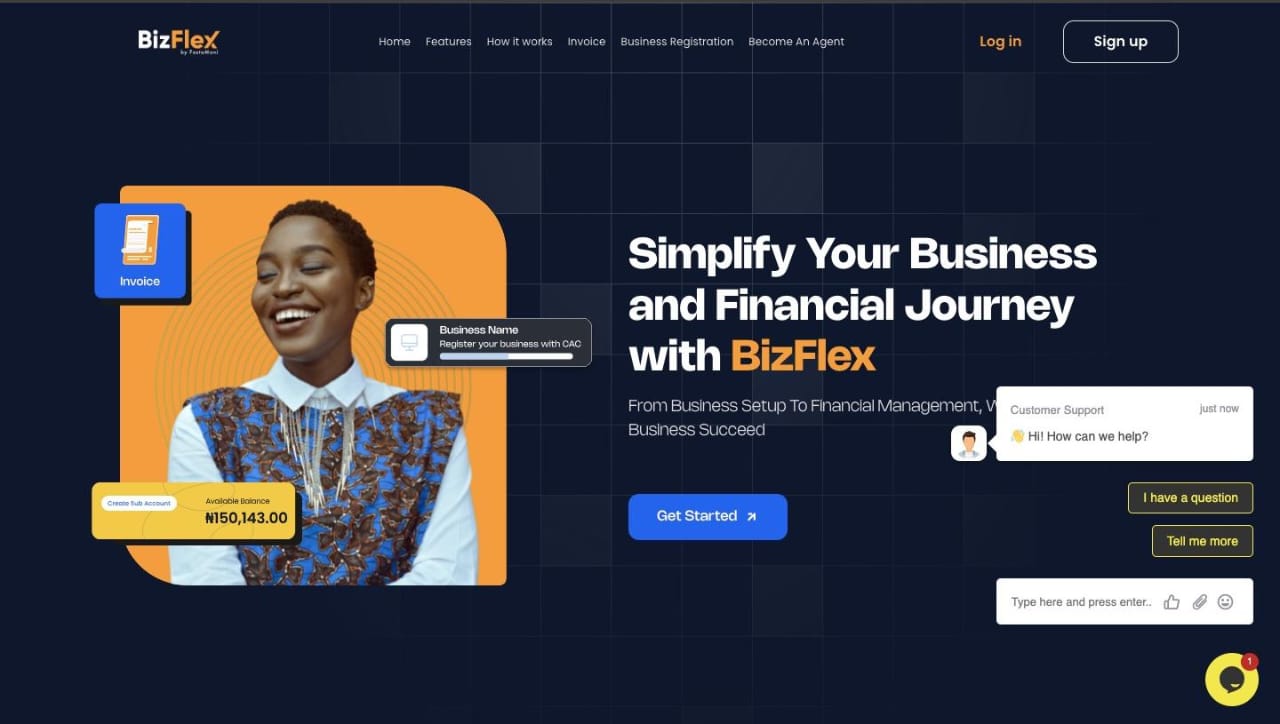 BizFlex
by FastaMoni
Home Features How it works Invoice Business Registration Become An Agent
Log in
Sign up
Invoice
Business Name
Register your business with CAC
Create Sub Account
Available Balance
₦150,143.00
Simplify Your Business
and Financial Journey
with BizFlex
From Business Setup To Financial Management,
Business Succeed
Get Started
Customer Support just now
👋 Hi! How can we help?
I have a question
Tell me more
Type here and press enter..
1